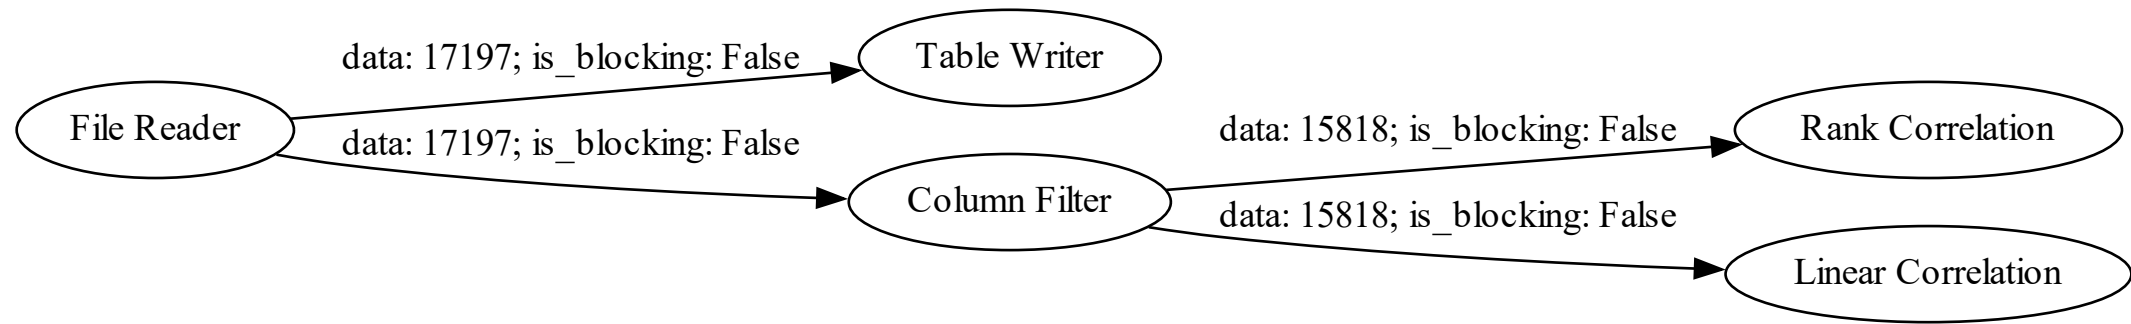 File Reader
data: 17197; is_blocking: False
Table Writer
data: 17197; is_blocking: False
Column Filter
data: 15818; is_blocking: False
Rank Correlation
data: 15818; is_blocking: False
Linear Correlation